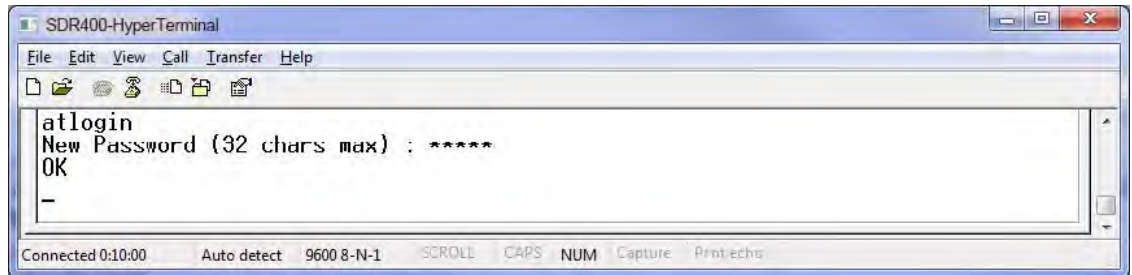 SDR400-HyperTerminal
File Edit View Call Transfer Help
atlogin
New Password (32 chars max) : *****
OK
_
Connected 0:10:00 Auto detect 9600 8-N-1 SCROLL CAPS NUM Capture Print echo